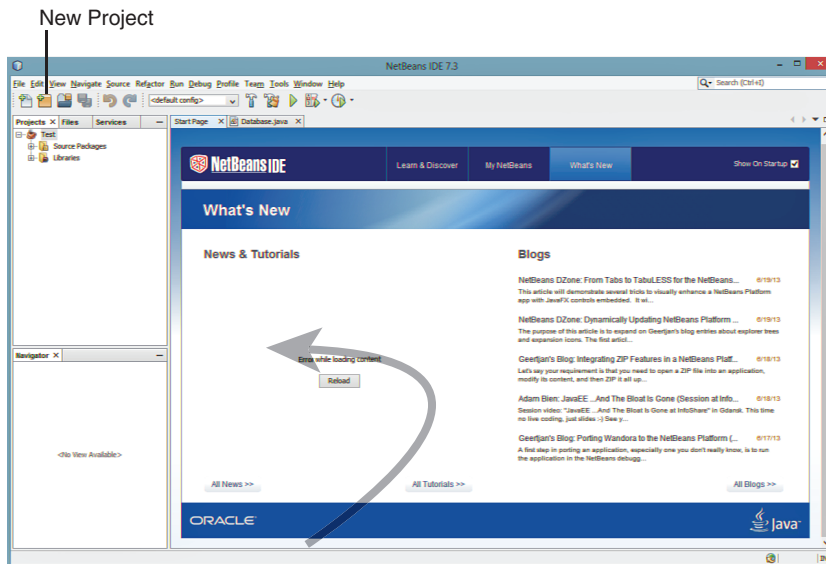 New Project
NetBeans IDE 7.3
File Edit View Navigate Source Refactor Run Debug Profile Team Tools Window Help
Search (Ctrl+I)
<default config>
Projects X Files Services
Start Page X Database.java X
Test
Source Packages
Libraries
NetBeans IDE
Learn & Discover
My NetBeans
What's New
Show On Startup
What's New
News & Tutorials
Error while loading content
Reload
All News >>
All Tutorials >>
Blogs
NetBeans DZone: From Tabs to TabuLESS for the NetBeans... 6/19/13
This article will demonstrate several tricks to visually enhance a NetBeans Platform
app with JavaFX controls embedded. It wi...
NetBeans DZone: Dynamically Updating NetBeans Platform ... 6/19/13
The purpose of this article is to expand on Geertjan's blog entries about explorer trees
and expansion controls. The first articl...
Geertjan's Blog: Integrating ZIP Features in a NetBeans Platf... 6/18/13
Let's say your requirement is that you need to open a ZIP file into an application,
modify its content, and then ZIP it all up...
Adam Bien: JavaEE ...And The Bloat Is Gone (Session at Info... 6/18/13
Session video: "JavaEE ...And The Bloat Is Gone at InfoShare" in Gdansk. This time
no live coding, just slides :-) See y...
Geertjan's Blog: Porting Wandora to the NetBeans Platform (... 6/17/13
A first step in porting an application, especially one you don't really know, is to run
the application in the NetBeans debugg...
All Blogs >>
Navigator X
<No View Available>
ORACLE
Java